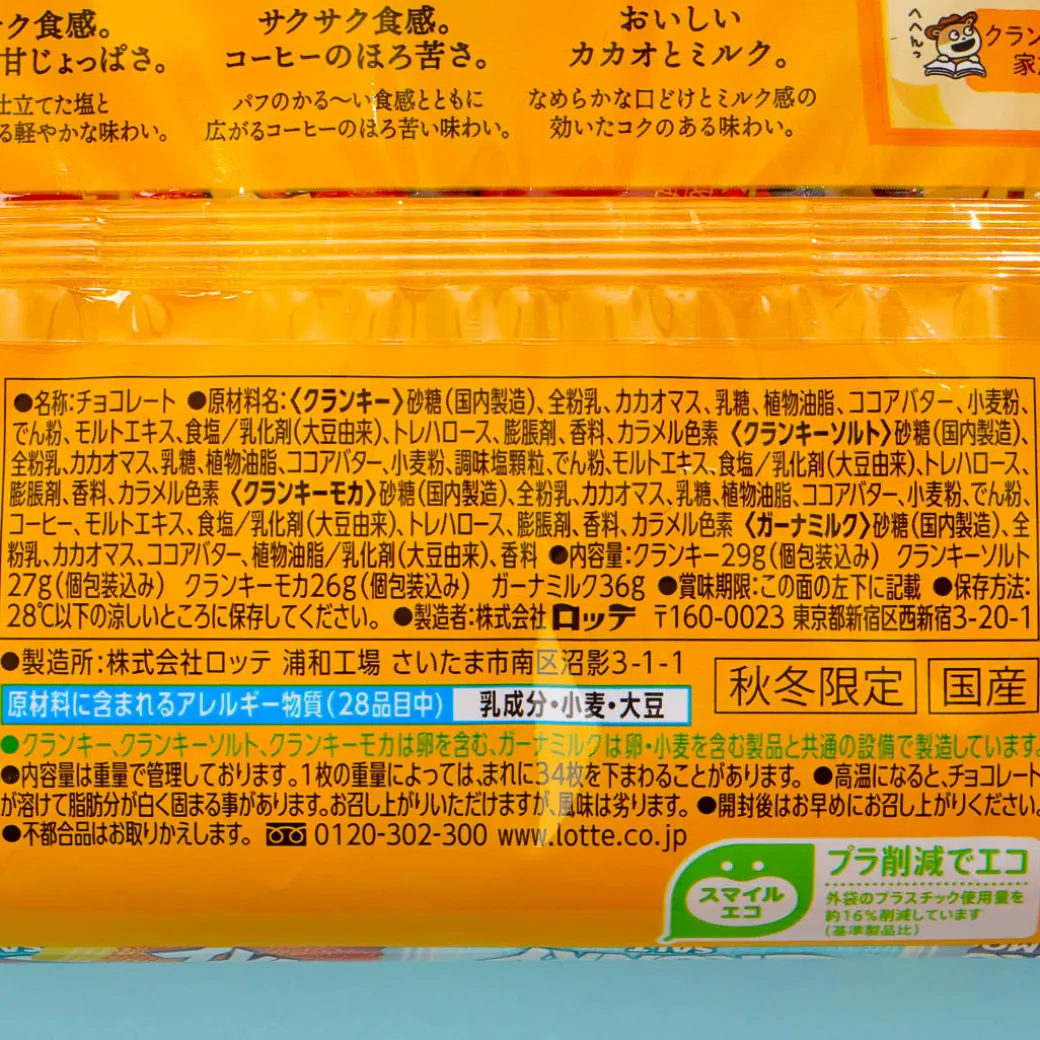 ク食感。
甘じょっぱさ。
仕立てた塩と
る軽やかな味わい。
サクサク食感。
コーヒーのほろ苦さ。
パフのかる〜い食感とともに
広がるコーヒーのほろ苦い味わい。
おいしい
カカオとミルク。
なめらかな口どけとミルク感の
効いたコクのある味わい。
へへんっ
クラン
家
●名称:チョコレート ●原材料名:〈クランキー〉砂糖(国内製造)、全粉乳、カカオマス、乳糖、植物油脂、ココアバター、小麦粉、
でん粉、モルトエキス、食塩/乳化剤(大豆由来)、トレハロース、膨脹剤、香料、カラメル色素〈クランキーソルト〉砂糖(国内製造)、
全粉乳、カカオマス、乳糖、植物油脂、ココアバター、小麦粉、調味塩顆粒、でん粉、モルトエキス、食塩/乳化剤(大豆由来)、トレハロース、
膨脹剤、香料、カラメル色素〈クランキーモカ〉砂糖(国内製造)、全粉乳、カカオマス、乳糖、植物油脂、ココアバター、小麦粉、でん粉、
コーヒー、モルトエキス、食塩/乳化剤(大豆由来)、トレハロース、膨脹剤、香料、カラメル色素〈ガーナミルク〉砂糖(国内製造)、全
粉乳、カカオマス、ココアバター、植物油脂/乳化剤(大豆由来)、香料 ●内容量:クランキー29g(個包装込み) クランキーソルト
27g(個包装込み) クランキーモカ26g(個包装込み) ガーナミルク36g ●賞味期限:この面の左下に記載 ●保存方法:
28℃以下の涼しいところに保存してください。 ●製造者:株式会社ロッテ 〒160-0023 東京都新宿区西新宿3-20-1
●製造所:株式会社ロッテ 浦和工場 さいたま市南区沼影3-1-1
秋冬限定 国産
原材料に含まれるアレルギー物質(28品目中) 乳成分・小麦・大豆
●クランキー、クランキーソルト、クランキーモカは卵を含む、ガーナミルクは卵・小麦を含む製品と共通の設備で製造しています。
●内容量は重量で管理しております。1枚の重量によっては、まれに34枚を下まわることがあります。 ●高温になると、チョコレート
が溶けて脂肪分が白く固まる事があります。お召し上がりいただけますが、風味は劣ります。 ●開封後はお早めにお召し上がりください。
●不都合品はお取りかえします。 0120-302-300 www.lotte.co.jp
スマイル
エコ
プラ削減でエコ
外袋のプラスチック使用量を
約16%削減しています
(基準製品比)